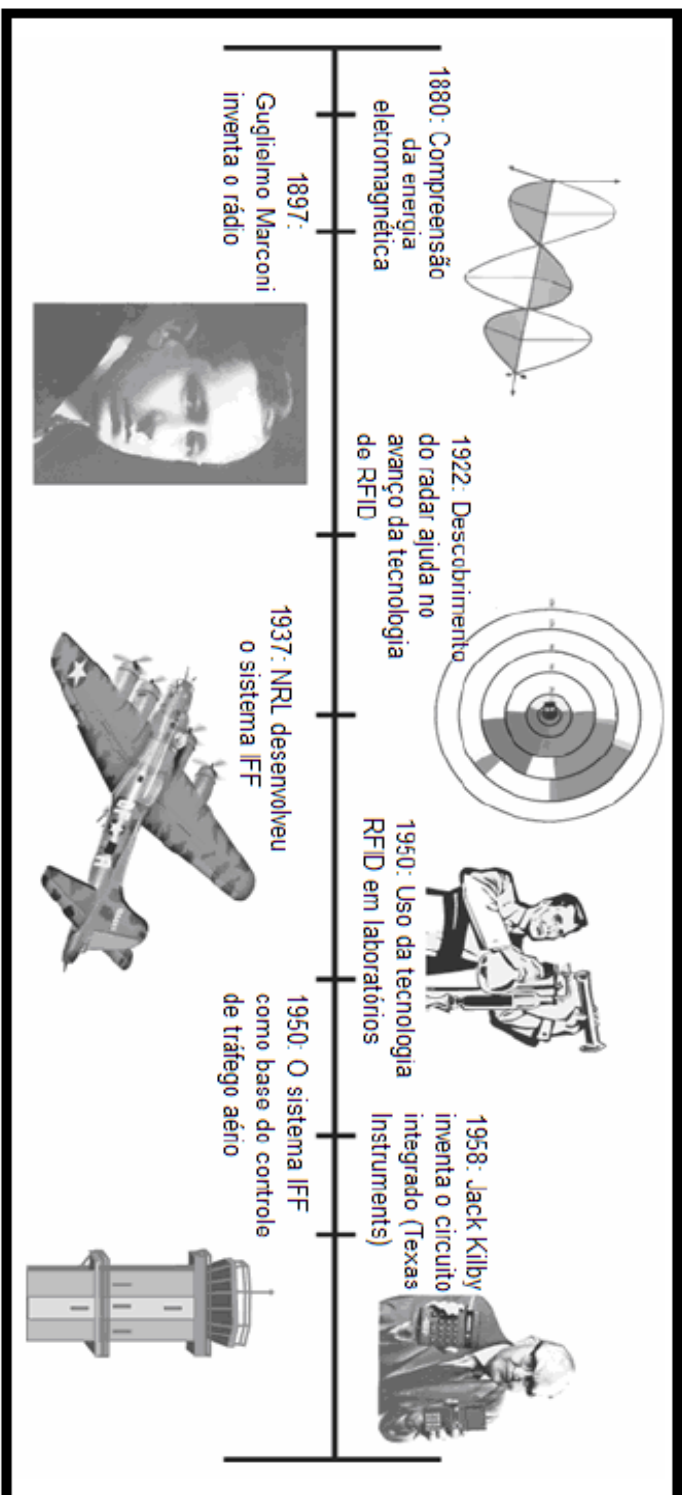 1880: Compreensão
da energia
eletromagnética
1897:
Guglielmo Marconi
inventa o rádio
1922: Descobrimento
do radar ajuda no
avanço da tecnologia
de RFID
1937: NRL desenvolveu
o sistema IFF
1950: Uso da tecnologia
RFID em laboratórios
1950: O sistema IFF
como base do controle
de tráfego aério
1958: Jack Kilby
inventa o circuito
integrado (Texas
Instruments)